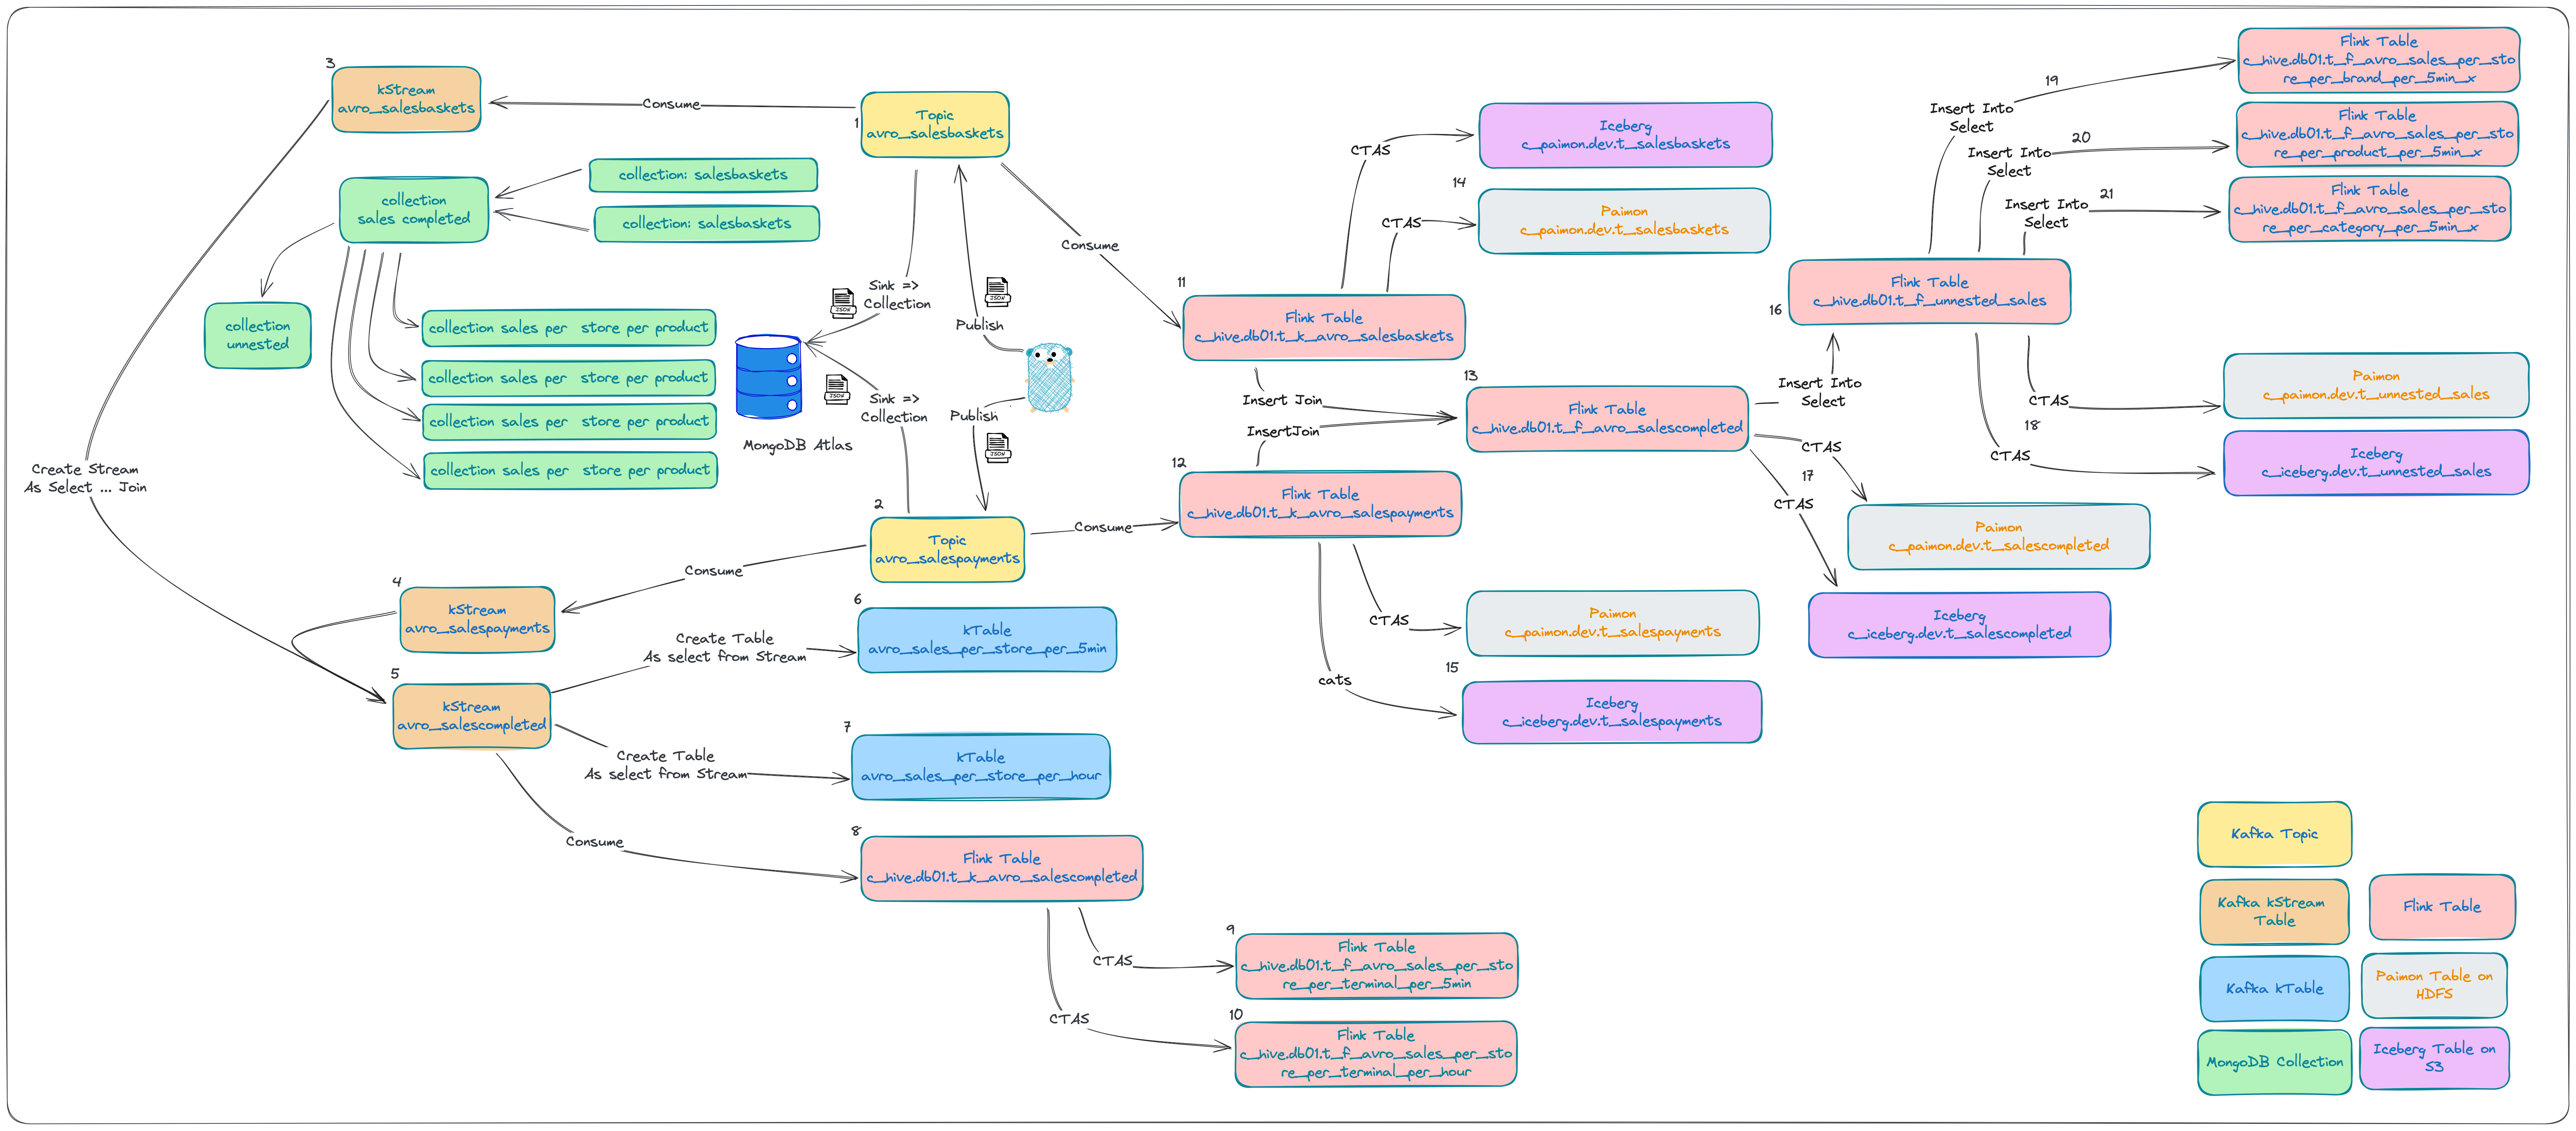 3
kStream
avro_salesbaskets
Consume
1
Topic
avro_salesbaskets
collection
sales completed
collection: salesbaskets
collection: salesbaskets
collection
unnested
collection sales per  store per product
collection sales per  store per product
collection sales per  store per product
collection sales per  store per product
Create Stream
As Select ... Join
JSON
Sink =>
Collection
JSON
Publish
MongoDB Atlas
JSON
Sink =>
Collection
Publish
JSON
2
Topic
avro_salespayments
Consume
Consume
Consume
4
kStream
avro_salespayments
5
kStream
avro_salescompleted
Create Table
As select from Stream
6
kTable
avro_sales_per_store_per_5min
Create Table
As select from Stream
7
kTable
avro_sales_per_store_per_hour
Consume
8
Flink Table
c_hive.db01.t_k_avro_salescompleted
CTAS
9
Flink Table
c_hive.db01.t_f_avro_sales_per_sto
re_per_terminal_per_5min
CTAS
10
Flink Table
c_hive.db01.t_f_avro_sales_per_sto
re_per_terminal_per_hour
11
Flink Table
c_hive.db01.t_k_avro_salesbaskets
CTAS
Iceberg
c_paimon.dev.t_salesbaskets
CTAS
14
Paimon
c_paimon.dev.t_salesbaskets
Insert Join
InsertJoin
12
Flink Table
c_hive.db01.t_k_avro_salespayments
13
Flink Table
c_hive.db01.t_f_avro_salescompleted
CTAS
Paimon
c_paimon.dev.t_salespayments
cats
15
Iceberg
c_iceberg.dev.t_salespayments
Insert Into
Select
16
Flink Table
c_hive.db01.t_f_unnested_sales
CTAS
17
CTAS
Paimon
c_paimon.dev.t_salescompleted
Iceberg
c_iceberg.dev.t_salescompleted
Insert Into
Select
19
Flink Table
c_hive.db01.t_f_avro_sales_per_sto
re_per_brand_per_5min_x
Insert Into
Select
20
Flink Table
c_hive.db01.t_f_avro_sales_per_sto
re_per_product_per_5min_x
Insert Into
Select
21
Flink Table
c_hive.db01.t_f_avro_sales_per_sto
re_per_category_per_5min_x
CTAS
18
CTAS
Paimon
c_paimon.dev.t_unnested_sales
Iceberg
c_iceberg.dev.t_unnested_sales
Kafka Topic
Kafka kStream
Table
Flink Table
Kafka kTable
Paimon Table on
HDFS
MongoDB Collection
Iceberg Table on
S3